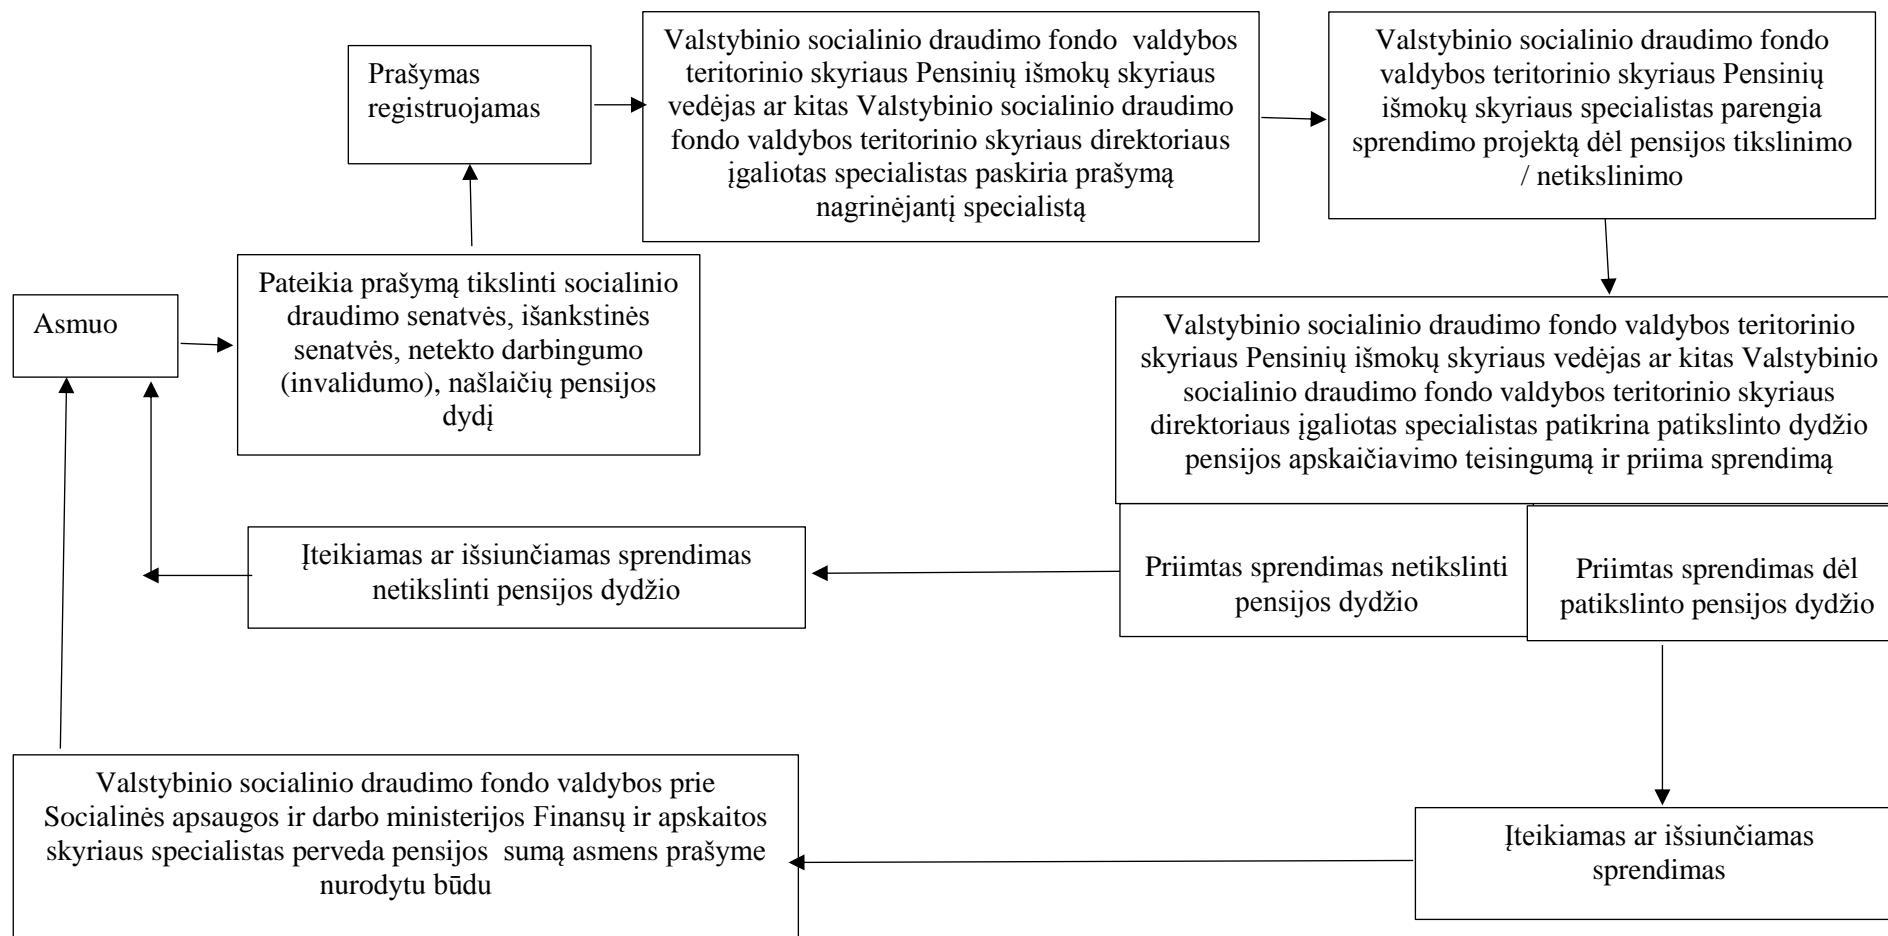 Asmuo
Pateikia prašymą tikslinti socialinio
draudimo senatvės, išankstinės
senatvės, netekto darbingumo
(invalidumo), našlaičių pensijos
dydį
Prašymas
registruojamas
Valstybinio socialinio draudimo fondo  valdybos
teritorinio skyriaus Pensinių išmokų skyriaus
vedėjas ar kitas Valstybinio socialinio draudimo
fondo valdybos teritorinio skyriaus direktoriaus
įgaliotas specialistas paskiria prašymą
nagrinėjantį specialistą
Valstybinio socialinio draudimo fondo
valdybos teritorinio skyriaus Pensinių
išmokų skyriaus specialistas parengia
sprendimo projektą dėl pensijos tikslinimo
/ netikslinimo
Valstybinio socialinio draudimo fondo valdybos teritorinio
skyriaus Pensinių išmokų skyriaus vedėjas ar kitas Valstybinio
socialinio draudimo fondo valdybos teritorinio skyriaus
direktoriaus įgaliotas specialistas patikrina patikslinto dydžio
pensijos apskaičiavimo teisingumą ir priima sprendimą
Priimtas sprendimas netikslinti
pensijos dydžio
Įteikiamas ar išsiunčiamas sprendimas
netikslinti pensijos dydžio
Priimtas sprendimas dėl
patikslinto pensijos dydžio
Įteikiamas ar išsiunčiamas
sprendimas
Valstybinio socialinio draudimo fondo valdybos prie
Socialinės apsaugos ir darbo ministerijos Finansų ir apskaitos
skyriaus specialistas perveda pensijos  sumą asmens prašyme
nurodytu būdu